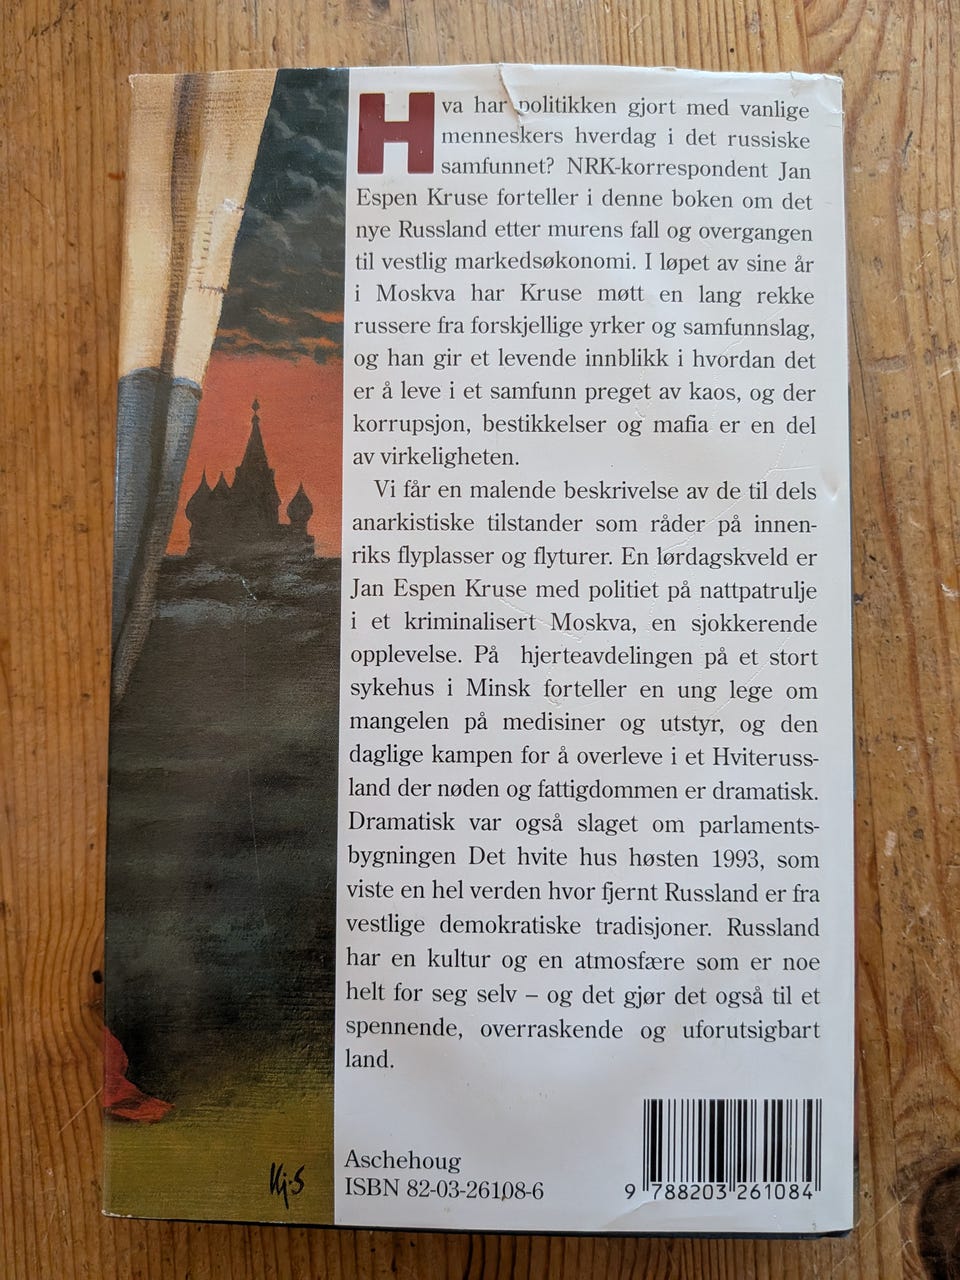 Hva har politikken gjort med vanlige
menneskers hverdag i det russiske
samfunnet? NRK-korrespondent Jan
Espen Kruse forteller i denne boken om det
nye Russland etter murens fall og overgangen
til vestlig markedsøkonomi. I løpet av sine år
i Moskva har Kruse møtt en lang rekke
russere fra forskjellige yrker og samfunnslag,
og han gir et levende innblikk i hvordan det
er å leve i et samfunn preget av kaos, og der
korrupsjon, bestikkelser og mafia er en del
av virkeligheten.
Vi får en malende beskrivelse av de til dels
anarkistiske tilstander som råder på innen-
riks flyplasser og flyturer. En lørdagskveld er
Jan Espen Kruse med politiet på nattpatrulje
i et kriminalisert Moskva, en sjokkerende
opplevelse. På hjerteavdelingen på et stort
sykehus i Minsk forteller en ung lege om
mangelen på medisiner og utstyr, og den
daglige kampen for å overleve i et Hviteruss-
land der nøden og fattigdommen er dramatisk.
Dramatisk var også slaget om parlaments-
bygningen Det hvite hus høsten 1993, som
viste en hel verden hvor fjernt Russland er fra
vestlige demokratiske tradisjoner. Russland
har en kultur og en atmosfære som er noe
helt for seg selv – og det gjør det også til et
spennende, overraskende og uforutsigbart
land.
Aschehoug
ISBN 82-03-26108-6
9 788203 261084
Kj.S